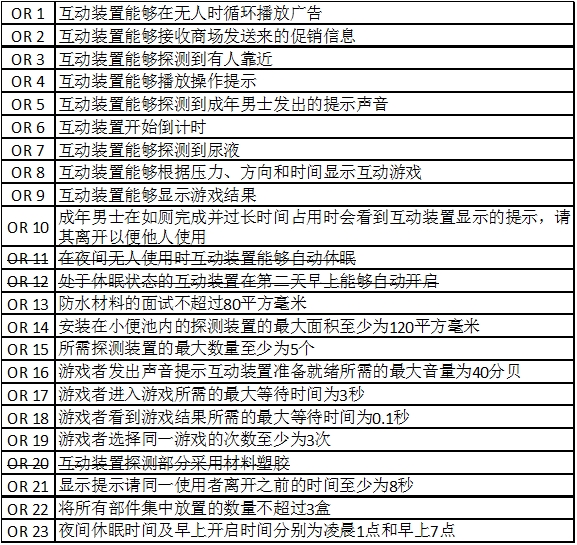 OR 1 互动装置能够在无人时循环播放广告
OR 2 互动装置能够接收商场发送来的促销信息
OR 3 互动装置能够探测到有人靠近
OR 4 互动装置能够播放操作提示
OR 5 互动装置能够探测到成年男士发出的提示声音
OR 6 互动装置开始倒计时
OR 7 互动装置能够探测到尿液
OR 8 互动装置能够根据压力、方向和时间显示互动游戏
OR 9 互动装置能够显示游戏结果
OR 10 成年男士在如厕完成并过长时间占用时会看到互动装置显示的提示，请
其离开以便他人使用
OR 11 在夜间无人使用时互动装置能够自动休眠
OR 12 处于休眠状态的互动装置在第二天早上能够自动开启
OR 13 防水材料的面试不超过80平方毫米
OR 14 安装在小便池内的探测装置的最大面积至少为120平方毫米
OR 15 所需探测装置的最大数量至少为5个
OR 16 游戏者发出声音提示互动装置准备就绪所需的最大音量为40分贝
OR 17 游戏者进入游戏所需的最大等待时间为3秒
OR 18 游戏者看到游戏结果所需的最大等待时间为0.1秒
OR 19 游戏者选择同一游戏的次数至少为3次
OR 20 互动装置探测部分采用材料塑胶
OR 21 显示提示请同一使用者离开之前的时间至少为8秒
OR 22 将所有部件集中放置的数量不超过3盒
OR 23 夜间休眠时间及早上开启时间分别为凌晨1点和早上7点